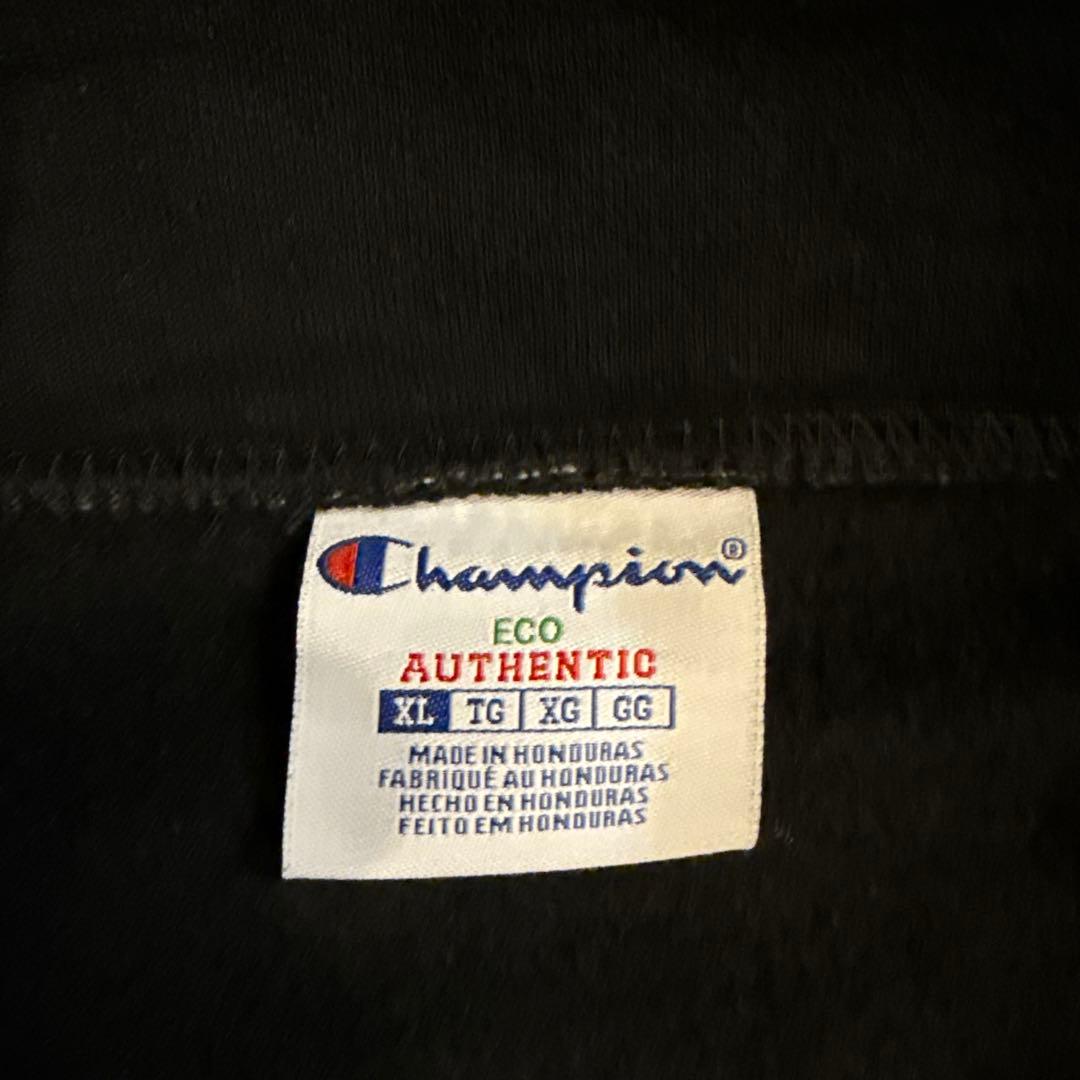 Champion®
ECO
AUTHENTIC
XL TG XG GG
MADE IN HONDURAS
FABRIQUÉ AU HONDURAS
HECHO EN HONDURAS
FEITO EM HONDURAS